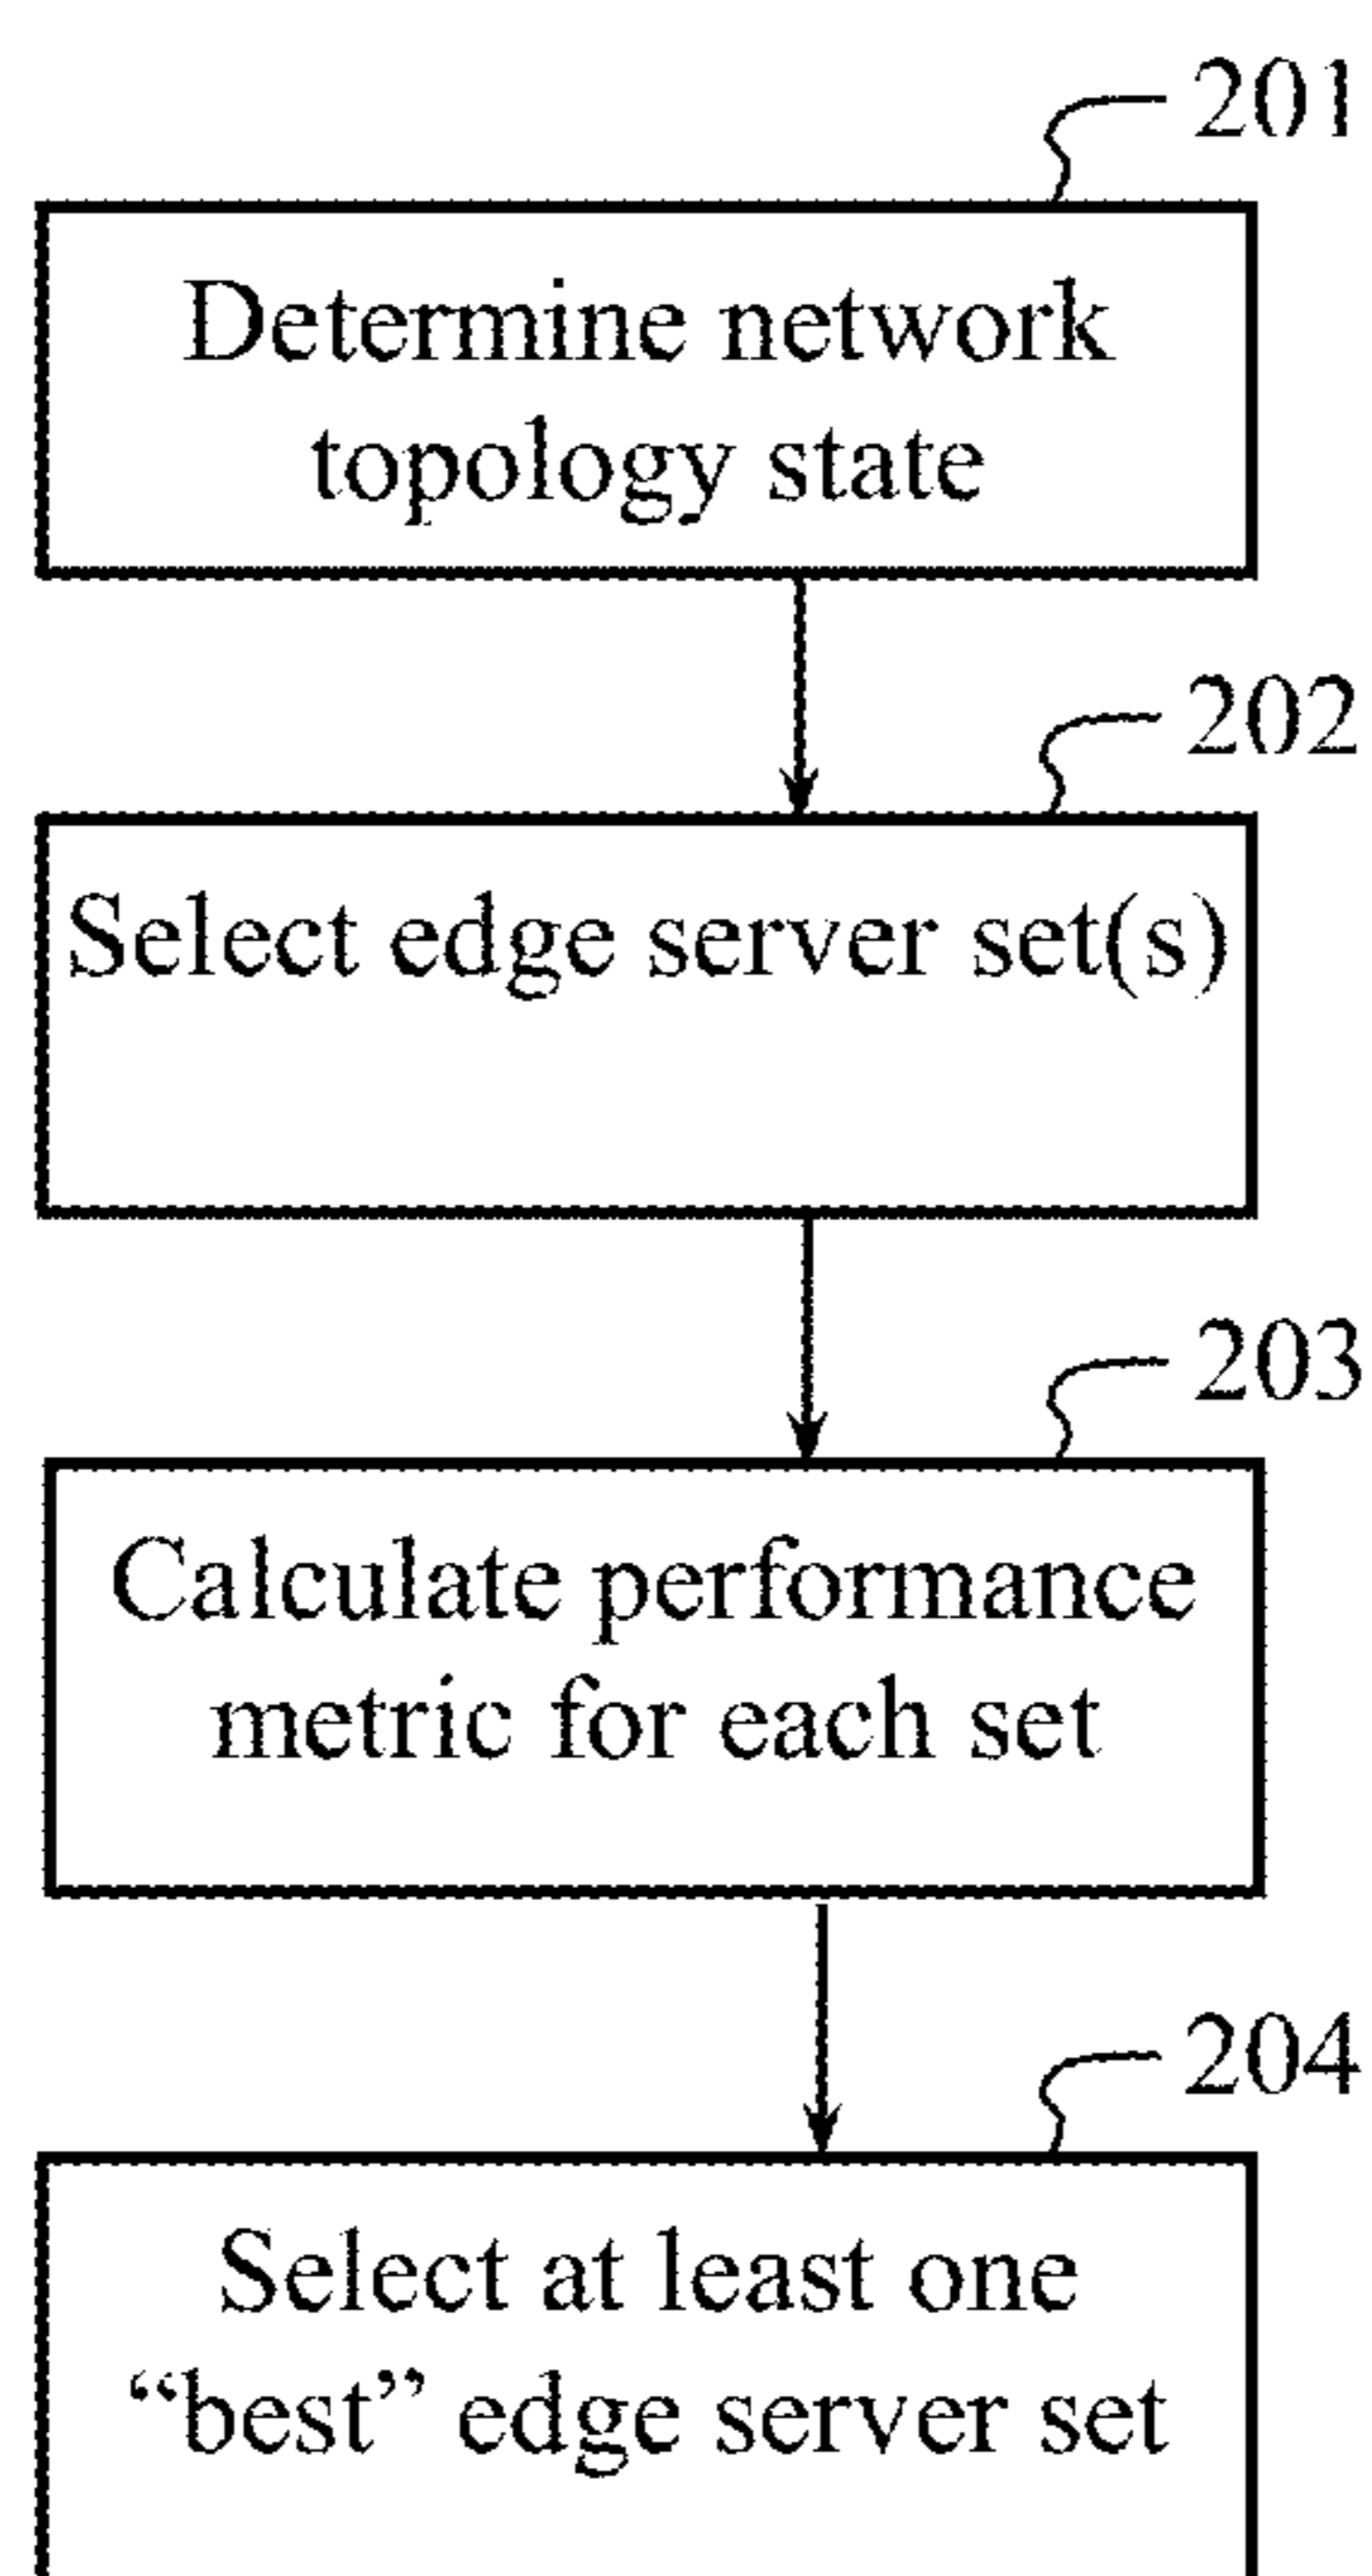 201
Determine network
topology state
202
Select edge server set(s)
203
Calculate performance
metric for each set
204
Select at least one
“best” edge server set